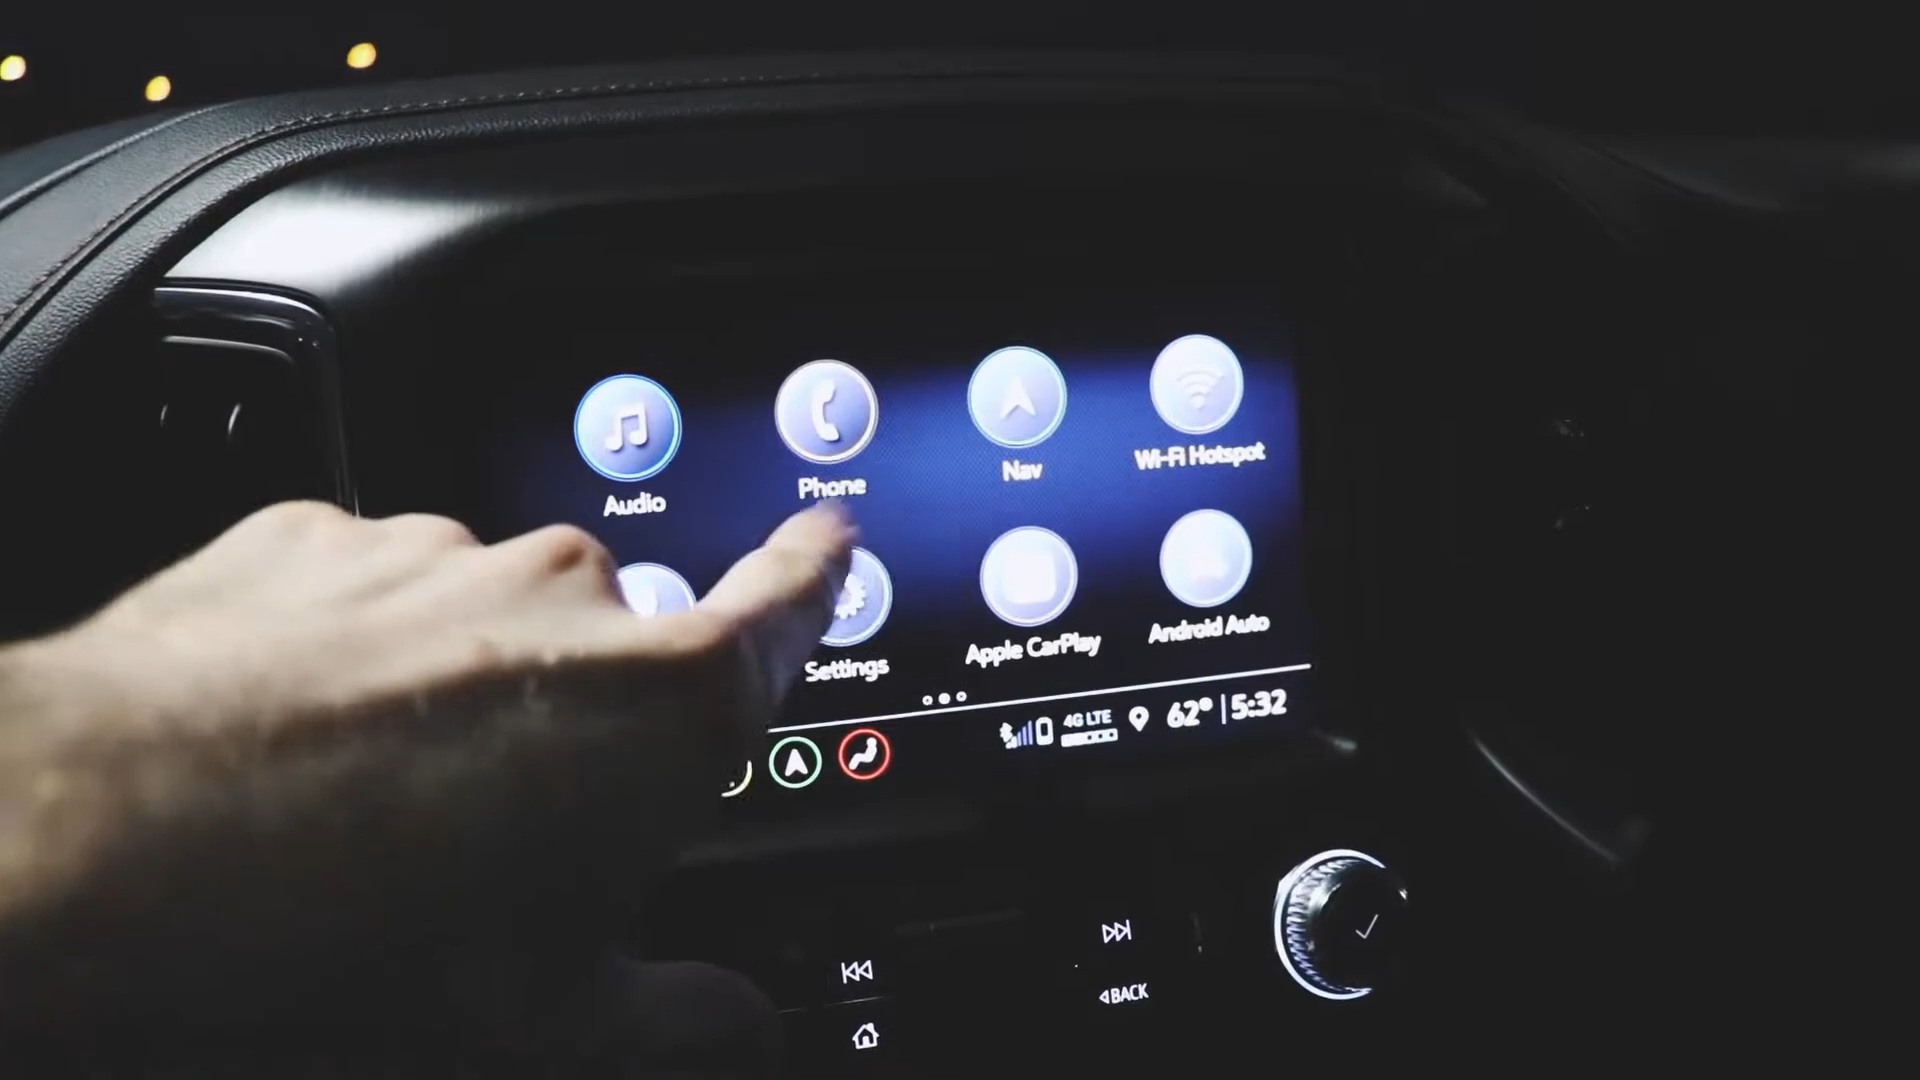 Audio
Phone
Nav
Wi-Fi Hotspot
Settings
Apple CarPlay
Android Auto
4G LTE
62° | 5:32
BACK